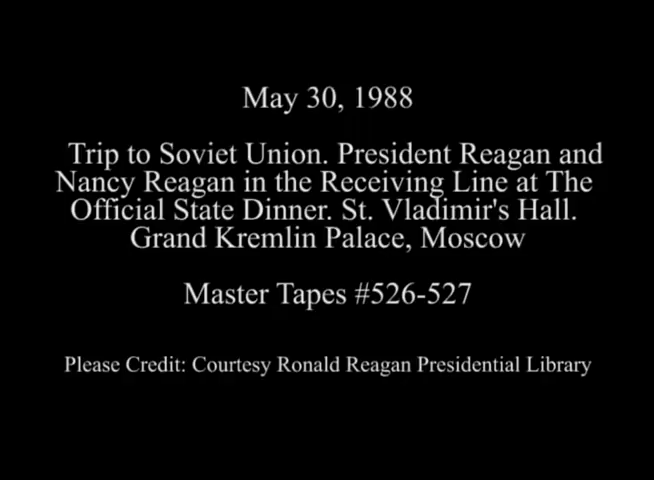 May 30, 1988
Trip to Soviet Union. President Reagan and
Nancy Reagan in the Receiving Line at The
Official State Dinner. St. Vladimir's Hall.
Grand Kremlin Palace, Moscow
Master Tapes #526-527
Please Credit: Courtesy Ronald Reagan Presidential Library